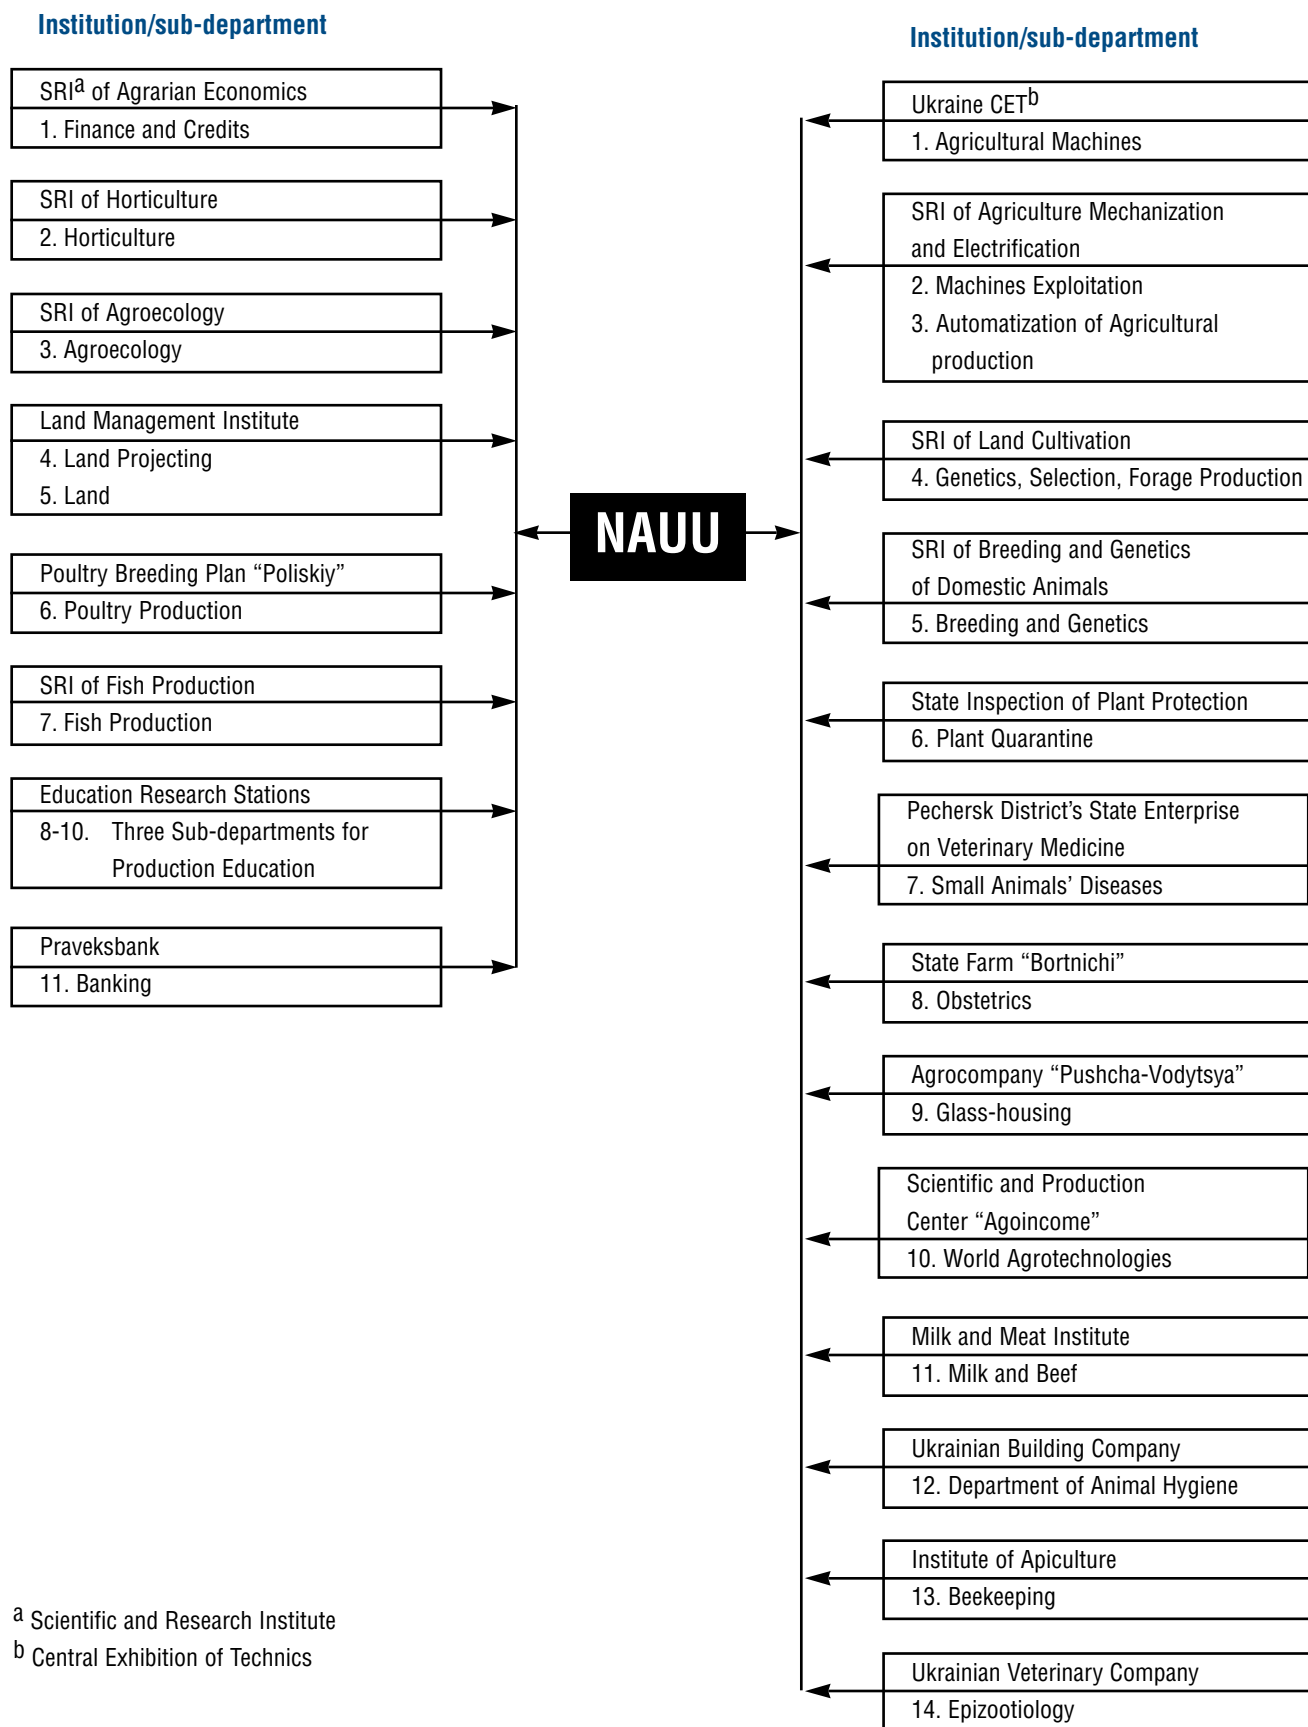 Institution/sub-department
SRIa of Agrarian Economics
1. Finance and Credits
SRI of Horticulture
2. Horticulture
SRI of Agroecology
3. Agroecology
Land Management Institute
4. Land Projecting
5. Land
Poultry Breeding Plan “Poliskiy”
6. Poultry Production
SRI of Fish Production
7. Fish Production
Education Research Stations
8-10. Three Sub-departments for
Production Education
Praveksbank
11. Banking
NAUU
Institution/sub-department
Ukraine CETb
1. Agricultural Machines
SRI of Agriculture Mechanization
and Electrification
2. Machines Exploitation
3. Automatization of Agricultural
production
SRI of Land Cultivation
4. Genetics, Selection, Forage Production
SRI of Breeding and Genetics
of Domestic Animals
5. Breeding and Genetics
State Inspection of Plant Protection
6. Plant Quarantine
Pechersk District’s State Enterprise
on Veterinary Medicine
7. Small Animals’ Diseases
State Farm “Bortnichi”
8. Obstetrics
Agrocompany “Pushcha-Vodytsya”
9. Glass-housing
Scientific and Production
Center “Agoincome”
10. World Agrotechnologies
Milk and Meat Institute
11. Milk and Beef
Ukrainian Building Company
12. Department of Animal Hygiene
Institute of Apiculture
13. Beekeeping
Ukrainian Veterinary Company
14. Epizootiology
a Scientific and Research Institute
b Central Exhibition of Technics